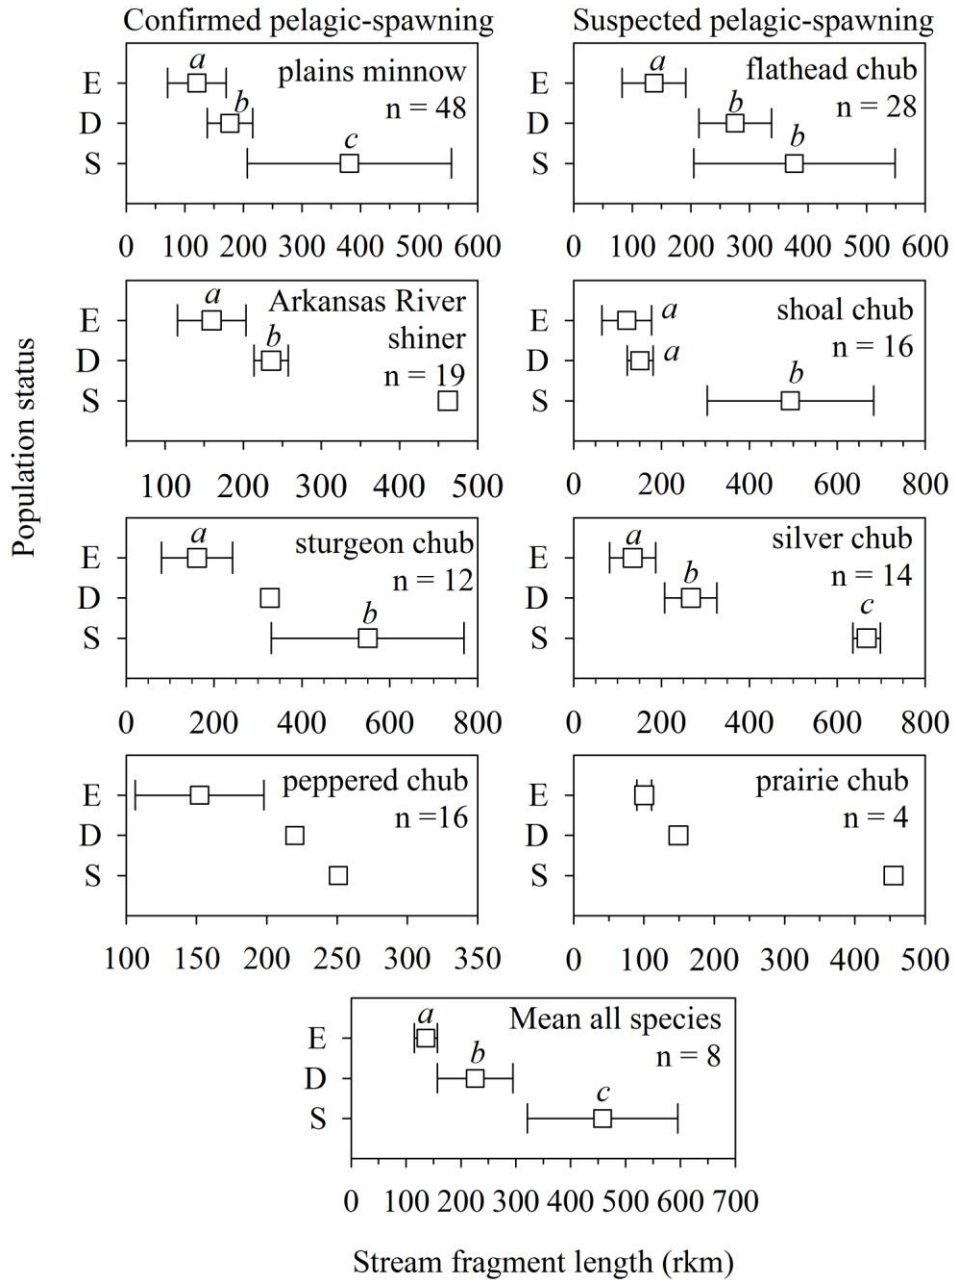 Confirmed pelagic-spawning
Suspected pelagic-spawning
Population status
plains minnow
n = 48
E
D
S
a
b
c
0 100 200 300 400 500 600
flathead chub
n = 28
E
D
S
a
b
b
0 100 200 300 400 500 600
Arkansas River
shiner
n = 19
E
D
S
a
b
100 200 300 400 500
shoal chub
n = 16
E
D
S
a
a
b
0 200 400 600 800
sturgeon chub
n = 12
E
D
S
a
b
0 200 400 600 800
silver chub
n = 14
E
D
S
a
b
c
0 200 400 600 800
peppered chub
n =16
E
D
S
100 150 200 250 300 350
prairie chub
n = 4
E
D
S
0 100 200 300 400 500
Mean all species
n = 8
E
D
S
a
b
c
0 100 200 300 400 500 600 700
Stream fragment length (rkm)